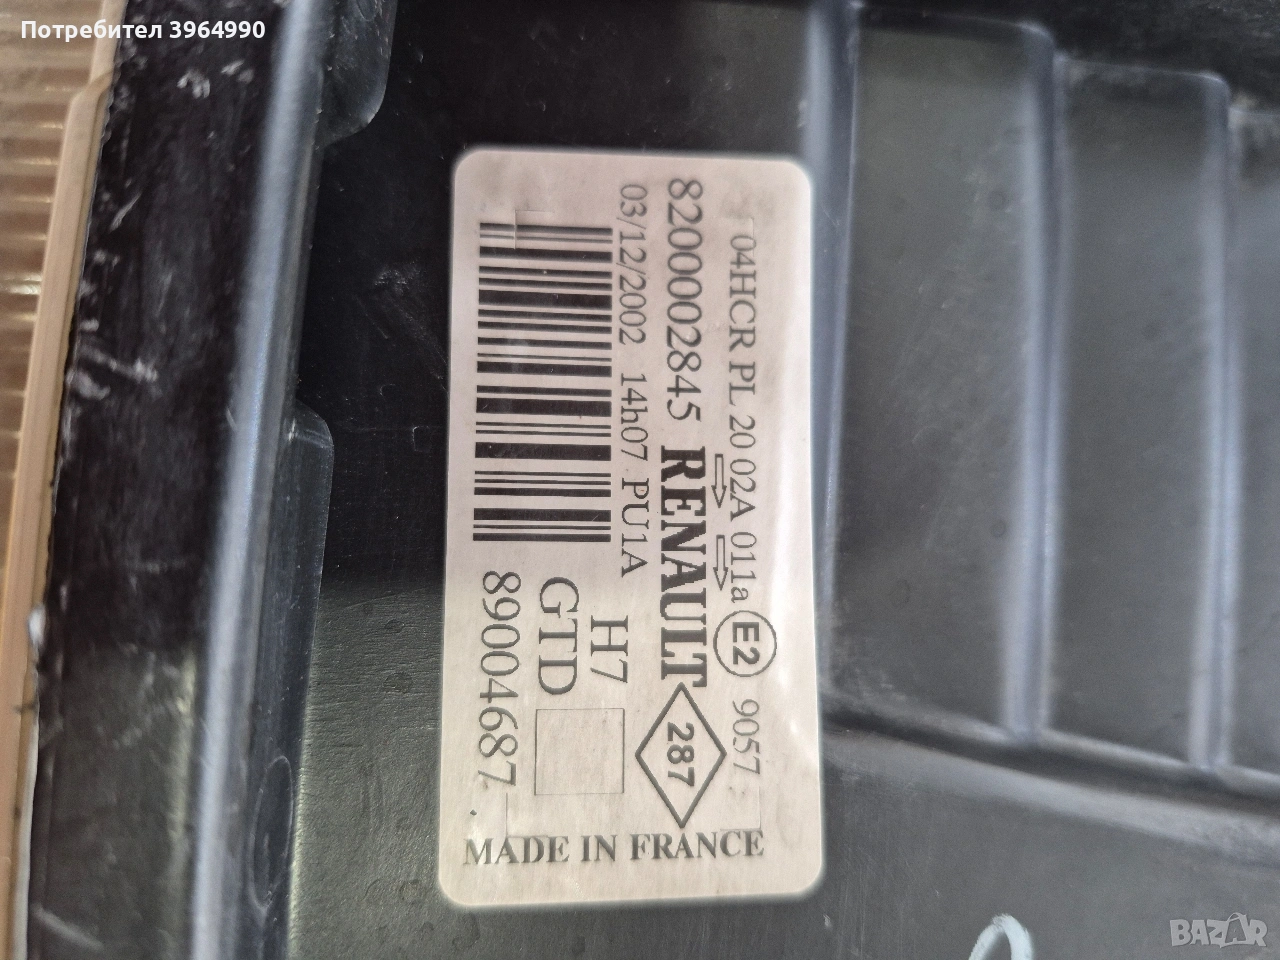 Потребител 3964990
04HCR PL 20 02A 011a E2 9057
8200002845 RENAULT 287
03/12/2002 14h07 PU1A
H7
GTD
89004687
MADE IN FRANCE
BAZAR